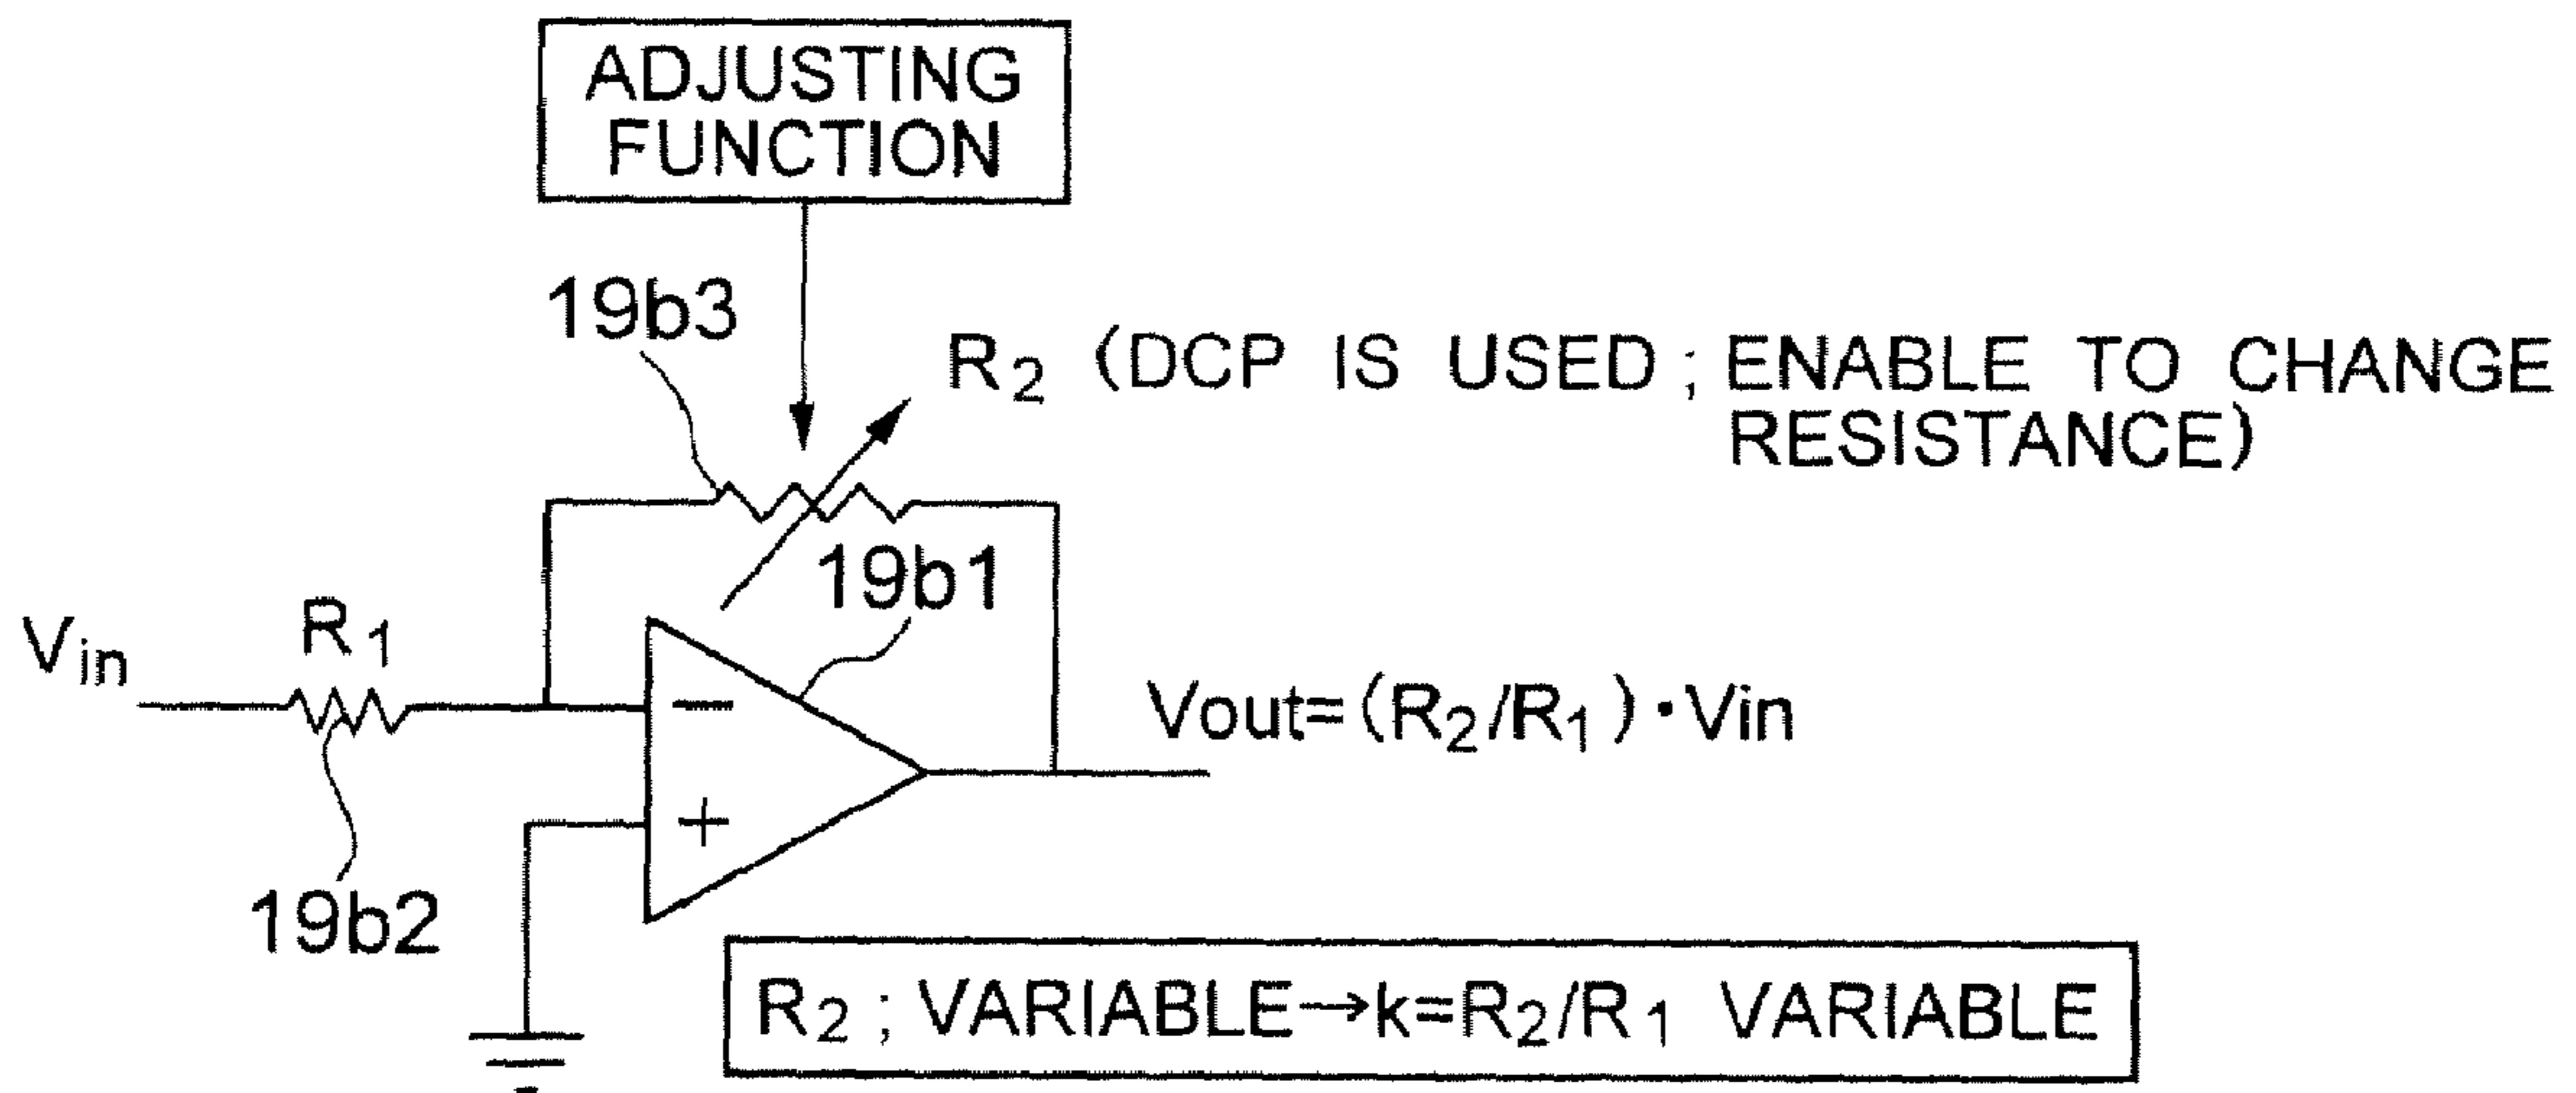 ADJUSTING
FUNCTION
19b3
R₂ (DCP IS USED ; ENABLE TO CHANGE
RESISTANCE)
19b1
Vin
R₁
−
+
Vout=(R₂/R₁)·Vin
19b2
R₂ ; VARIABLE→k=R₂/R₁ VARIABLE